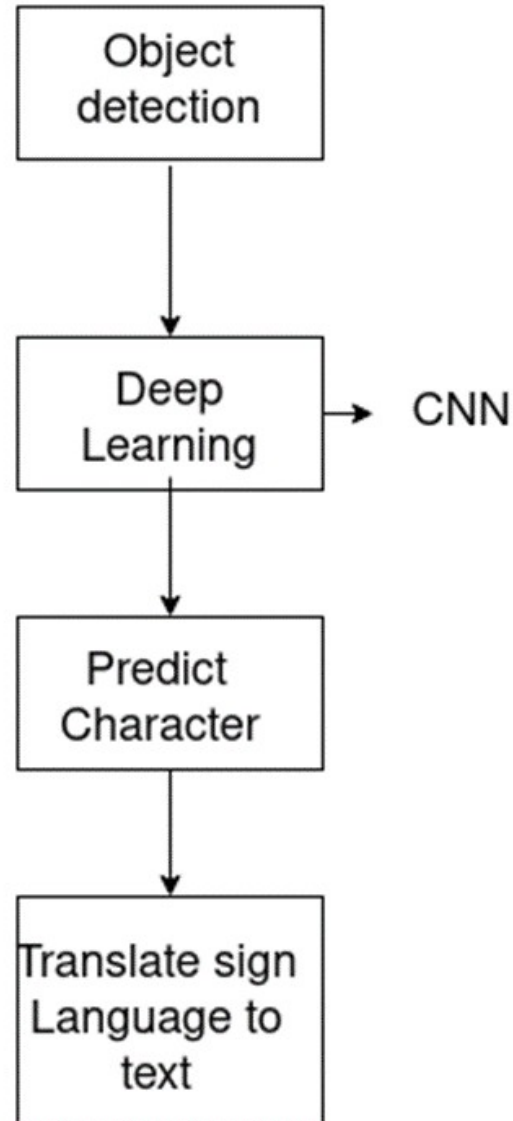 Object
detection
Deep
Learning
CNN
Predict
Character
Translate sign
Language to
text